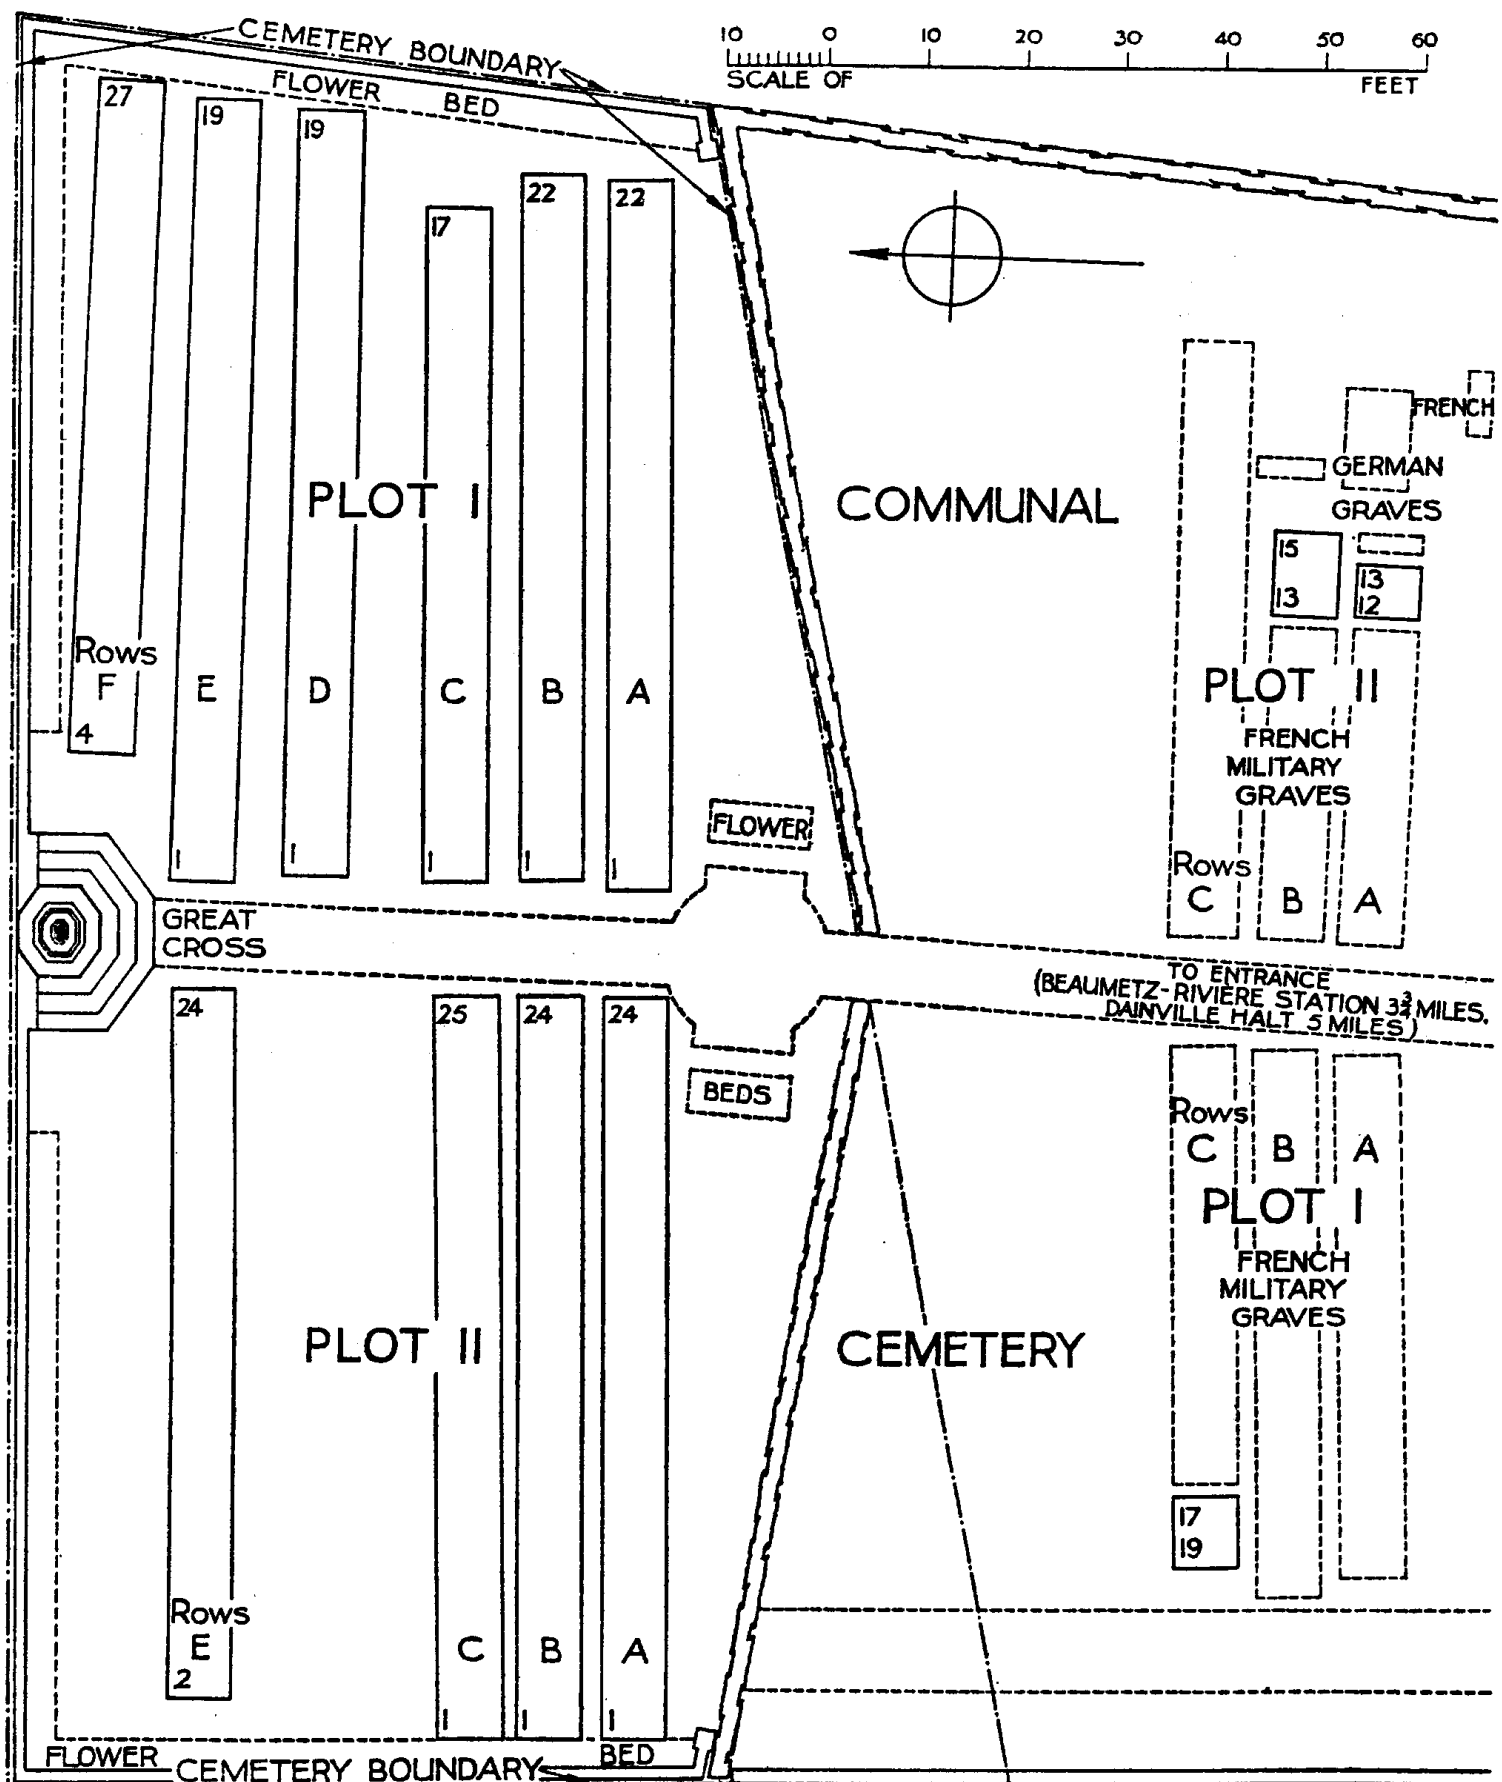 CEMETERY BOUNDARY
FLOWER BED
10 0 10 20 30 40 50 60
SCALE OF FEET
27
19
19
17
22
22
PLOT I
COMMUNAL
FRENCH
GERMAN
GRAVES
15
13
13
12
Rows
F E D C B A
4
1 1 1 1 1
PLOT II
FRENCH
MILITARY
GRAVES
Rows
C B A
FLOWER
GREAT
CROSS
TO ENTRANCE
(BEAUMETZ-RIVIÈRE STATION 3¾ MILES,
DAINVILLE HALT 5 MILES)
24 25 24 24
BEDS
Rows
C B A
PLOT I
FRENCH
MILITARY
GRAVES
PLOT II
CEMETERY
17
19
Rows
E C B A
2
1 1 1
FLOWER BED
CEMETERY BOUNDARY